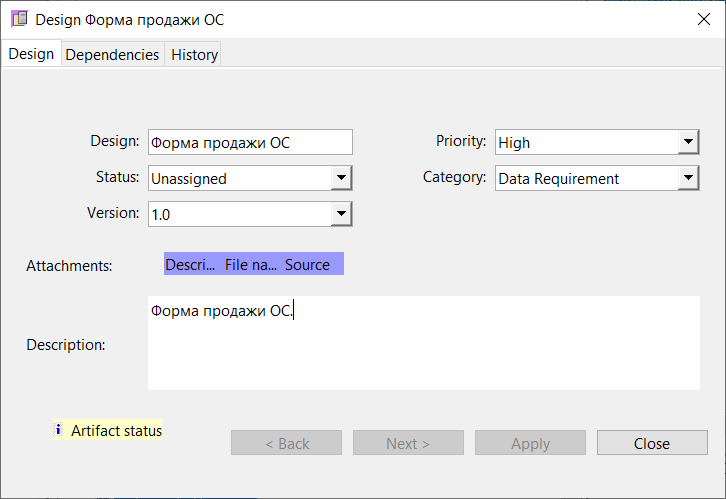 Design Форма продажи ОС
Design Dependencies History
Design: Форма продажи ОС Priority: High
Status: Unassigned Category: Data Requirement
Version: 1.0
Attachments: Descri... File na... Source
Форма продажи ОС.
Description:
i Artifact status
< Back Next > Apply Close